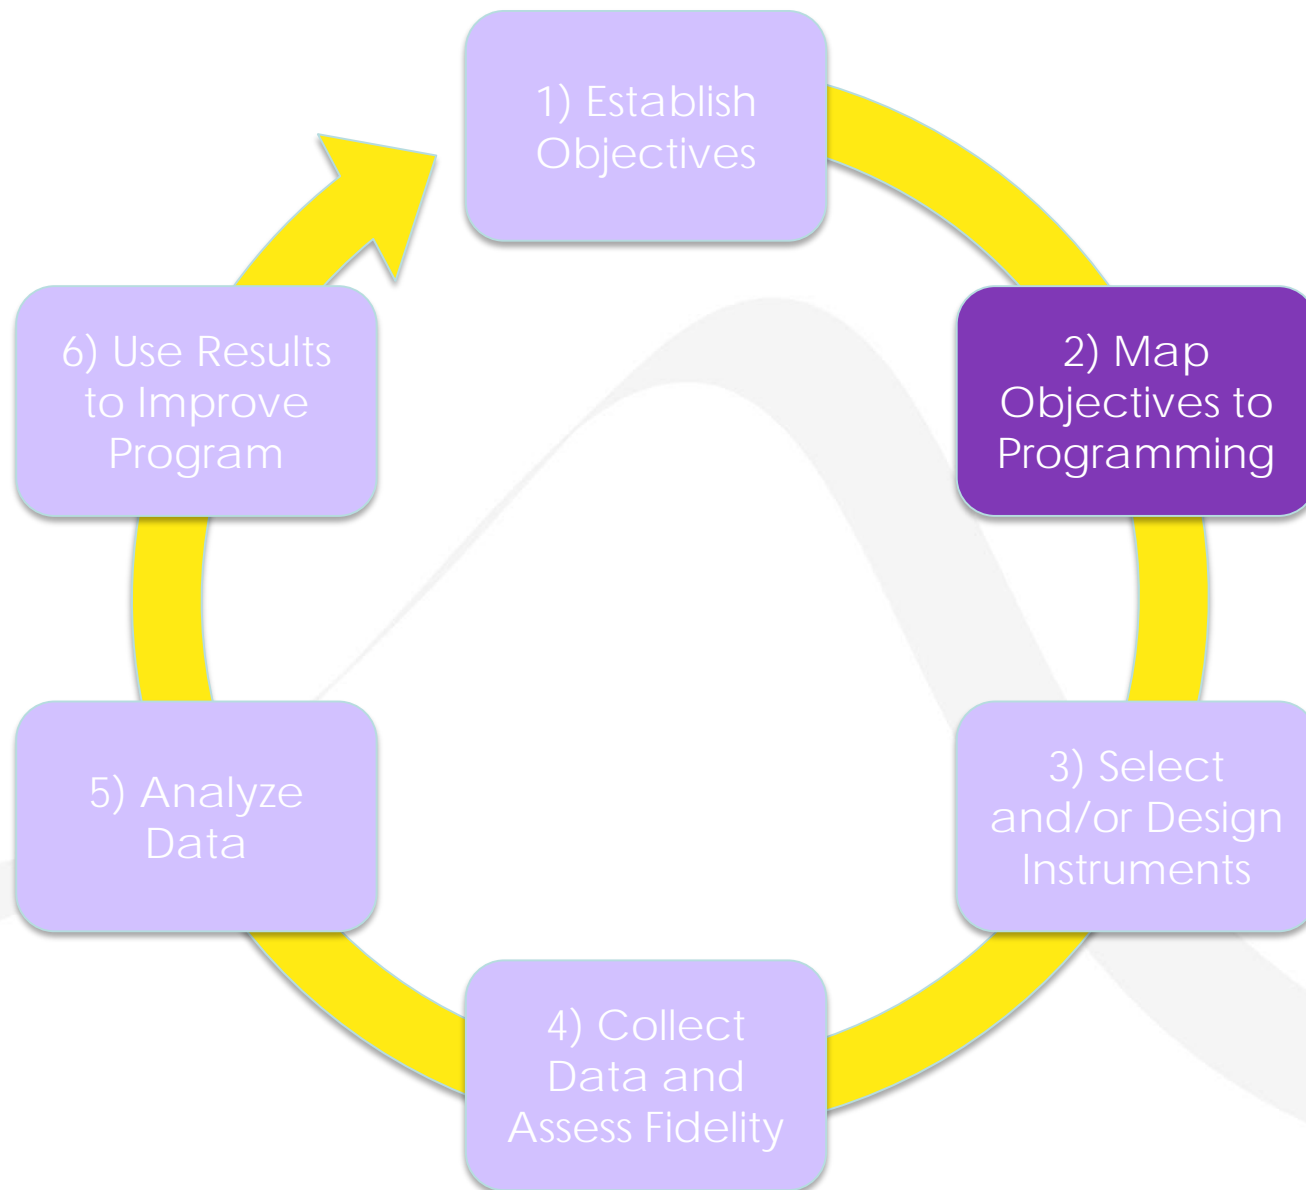 1) Establish
Objectives
2) Map
Objectives to
Programming
3) Select
and/or Design
Instruments
4) Collect
Data and
Assess Fidelity
5) Analyze
Data
6) Use Results
to Improve
Program